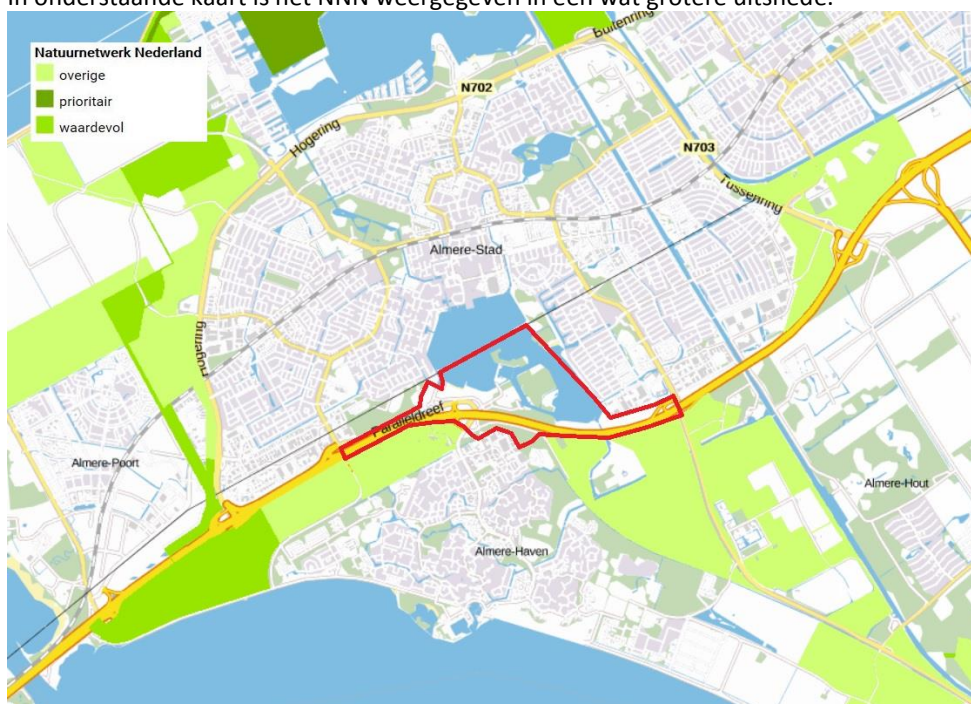 In onderstaande kaart is het NNN weergegeven in een wat grotere uitsnede.
Natuurnetwerk Nederland
overige
prioritair
waardevol
Buitenring
N702
Hogering
N703
Tussenring
Almere-Stad
Hogering
Paralleldreef
Almere-Poort
Almere-Hout
Almere-Haven